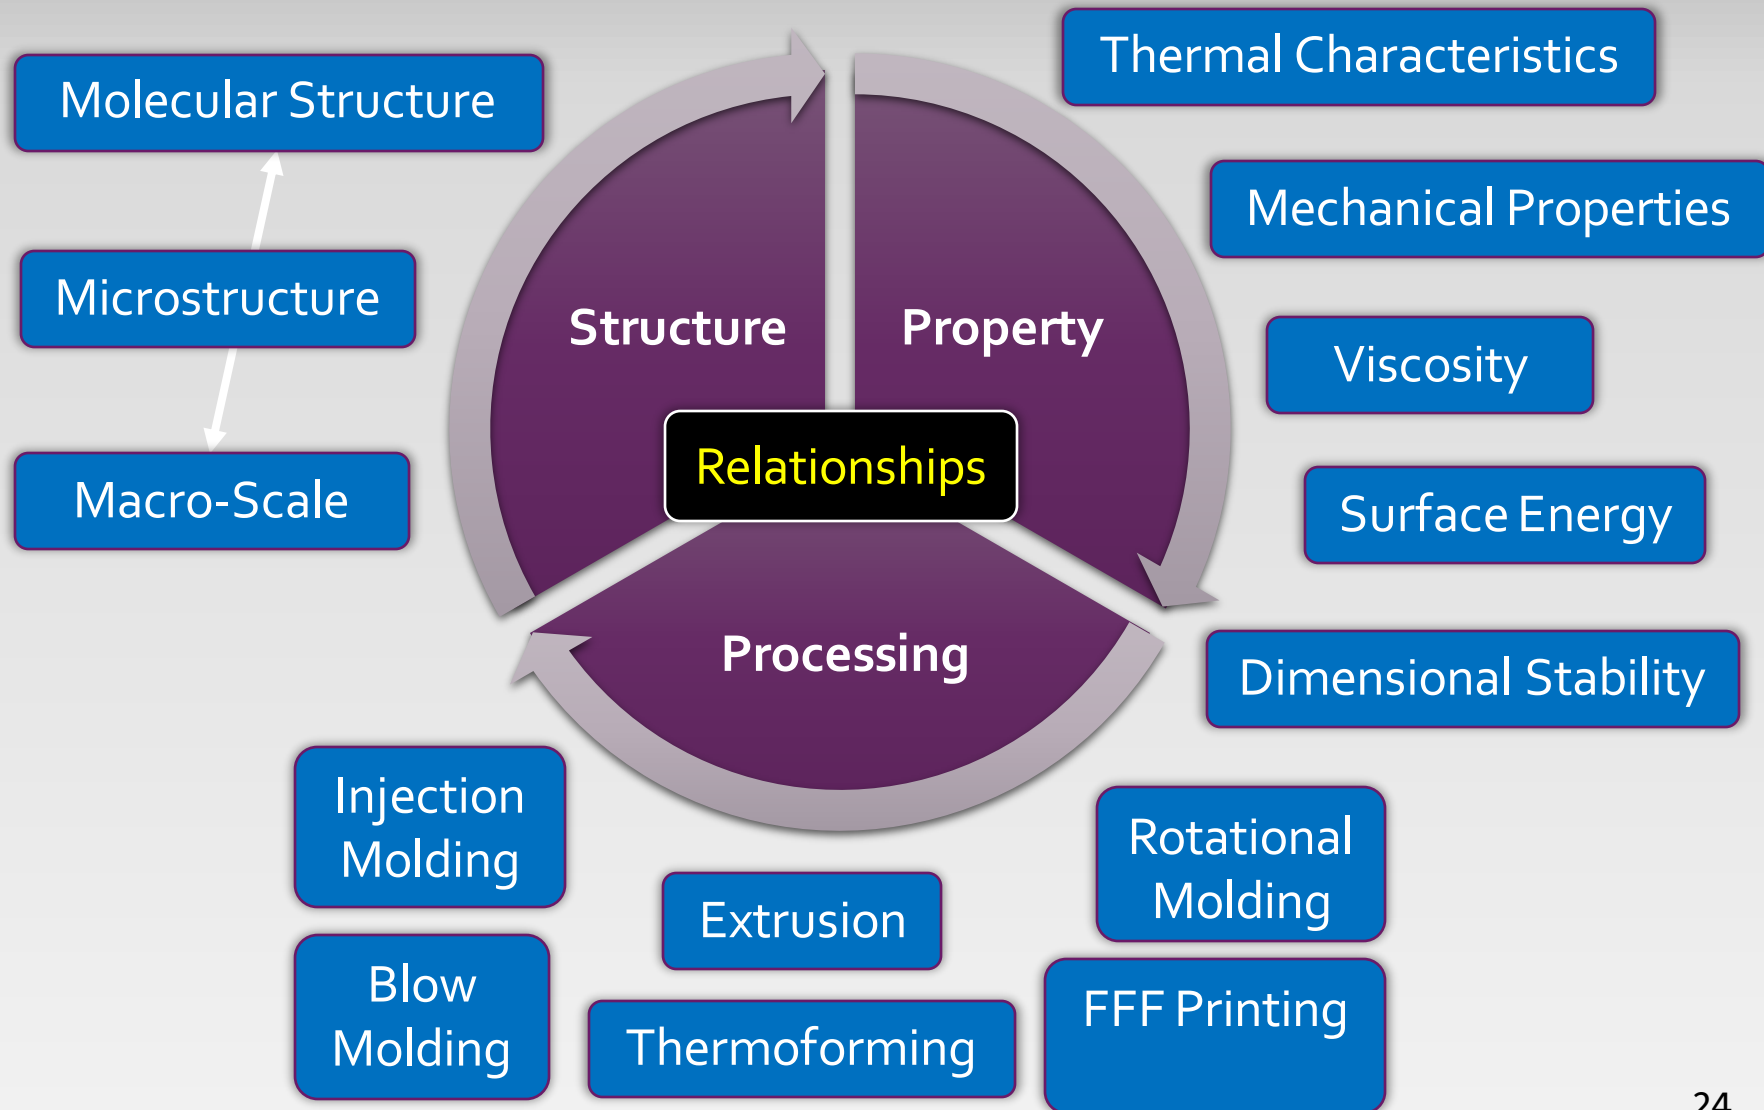 Molecular Structure
Microstructure
Macro-Scale
Structure
Property
Relationships
Processing
Thermal Characteristics
Mechanical Properties
Viscosity
Surface Energy
Dimensional Stability
Injection
Molding
Blow
Molding
Extrusion
Thermoforming
Rotational
Molding
FFF Printing
24